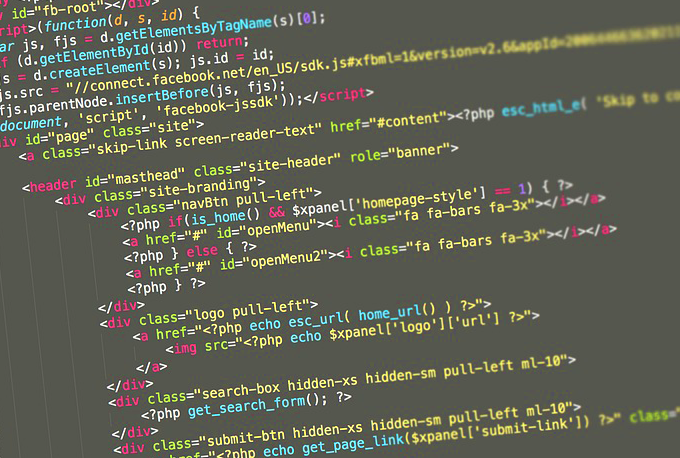 v id="fb-root"></div>
ript>(function(d, s, id) {
ar js, fjs = d.getElementsByTagName(s)[0];
f (d.getElementById(id)) return;
s = d.createElement(s); js.id = id;
js.src = "//connect.facebook.net/en_US/sdk.js#xfbml=1&version=v2.6&appId=
fjs.parentNode.insertBefore(js, fjs);
document, 'script', 'facebook-jssdk'));</script>
iv id="page" class="site">
<a class="skip-link screen-reader-text" href="#content"><?php esc_html_e( 'Skip to co
<header id="masthead" class="site-header" role="banner">
<div class="site-branding">
<div class="navBtn pull-left">
<?php if(is_home() && $xpanel['homepage-style'] == 1) { ?>
<a href="#" id="openMenu"><i class="fa fa-bars fa-3x"></i></a>
<?php } else { ?>
<a href="#" id="openMenu2"><i class="fa fa-bars fa-3x"></i></a>
<?php } ?>
</div>
<div class="logo pull-left">
<a href="<?php echo esc_url( home_url() ) ?>">
<img src="<?php echo $xpanel['logo']['url'] ?>">
</a>
</div>
<div class="search-box hidden-xs hidden-sm pull-left ml-10">
<?php get_search_form(); ?>
</div>
<div class="submit-btn hidden-xs hidden-sm pull-left ml-10">
href="<?php echo get_page_link($xpanel['submit-link']) ?>" class=